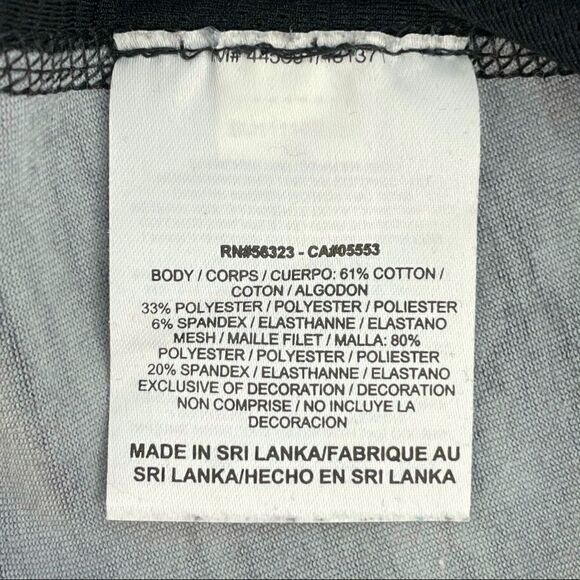 RN#56323 - CA#05553
BODY / CORPS / CUERPO: 61% COTTON /
COTON / ALGODON
33% POLYESTER / POLYESTER / POLIESTER
6% SPANDEX / ELASTHANNE / ELASTANO
MESH / MAILLE FILET / MALLA: 80%
POLYESTER / POLYESTER / POLIESTER
20% SPANDEX / ELASTHANNE / ELASTANO
EXCLUSIVE OF DECORATION / DECORATION
NON COMPRISE / NO INCLUYE LA
DECORACION
MADE IN SRI LANKA/FABRIQUE AU
SRI LANKA/HECHO EN SRI LANKA